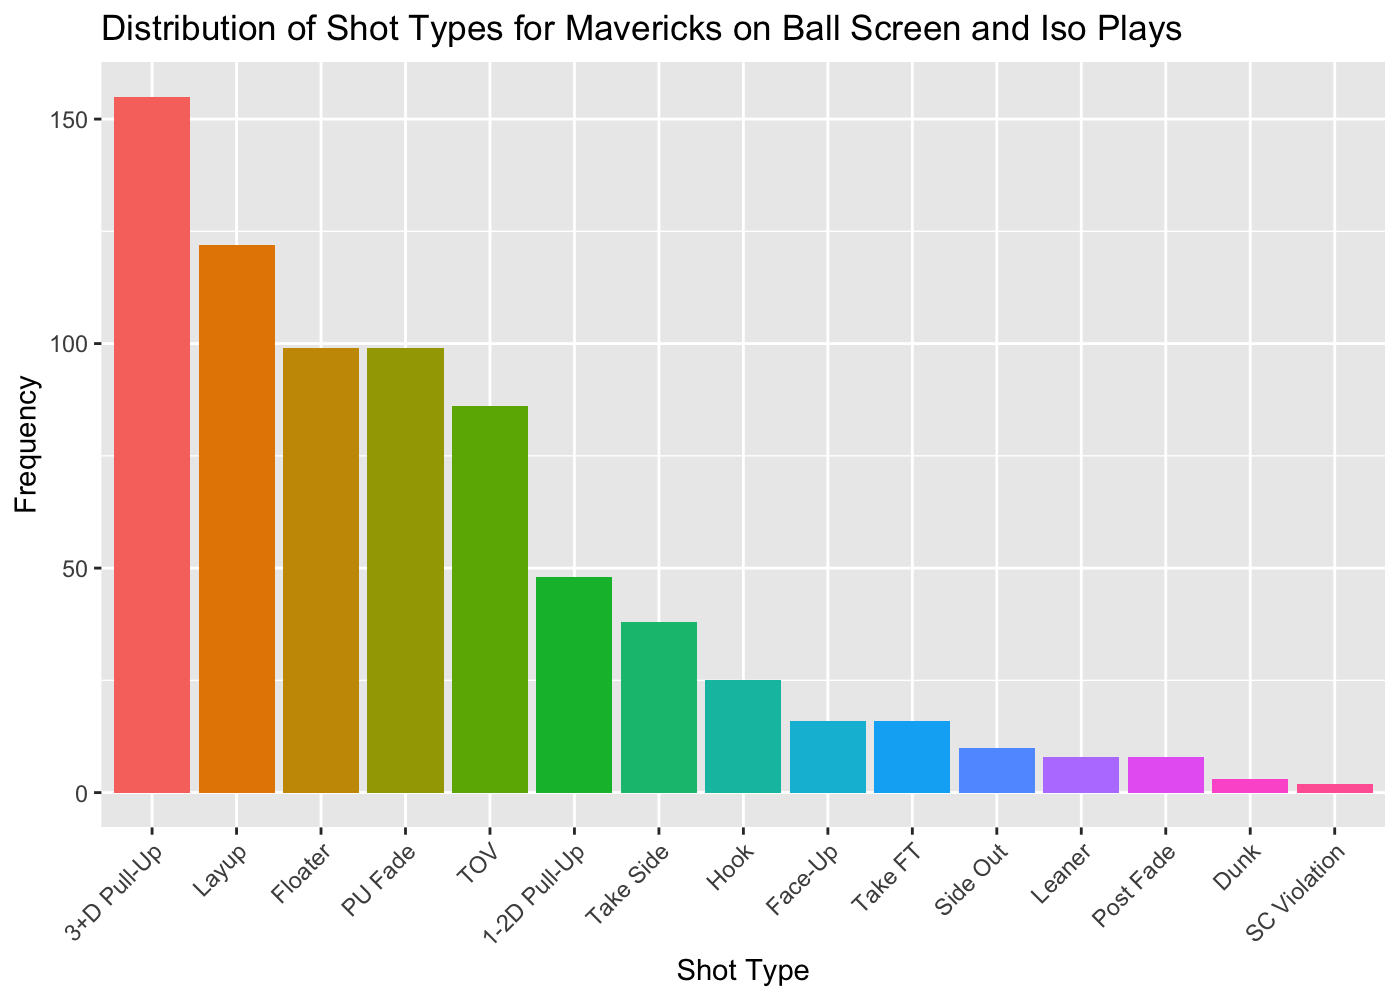 Distribution of Shot Types for Mavericks on Ball Screen and Iso Plays
Frequency
150
100
50
0
3+D Pull-Up
Layup
Floater
PU Fade
TOV
1-2D Pull-Up
Take Side
Hook
Face-Up
Take FT
Side Out
Leaner
Post Fade
Dunk
SC Violation
Shot Type